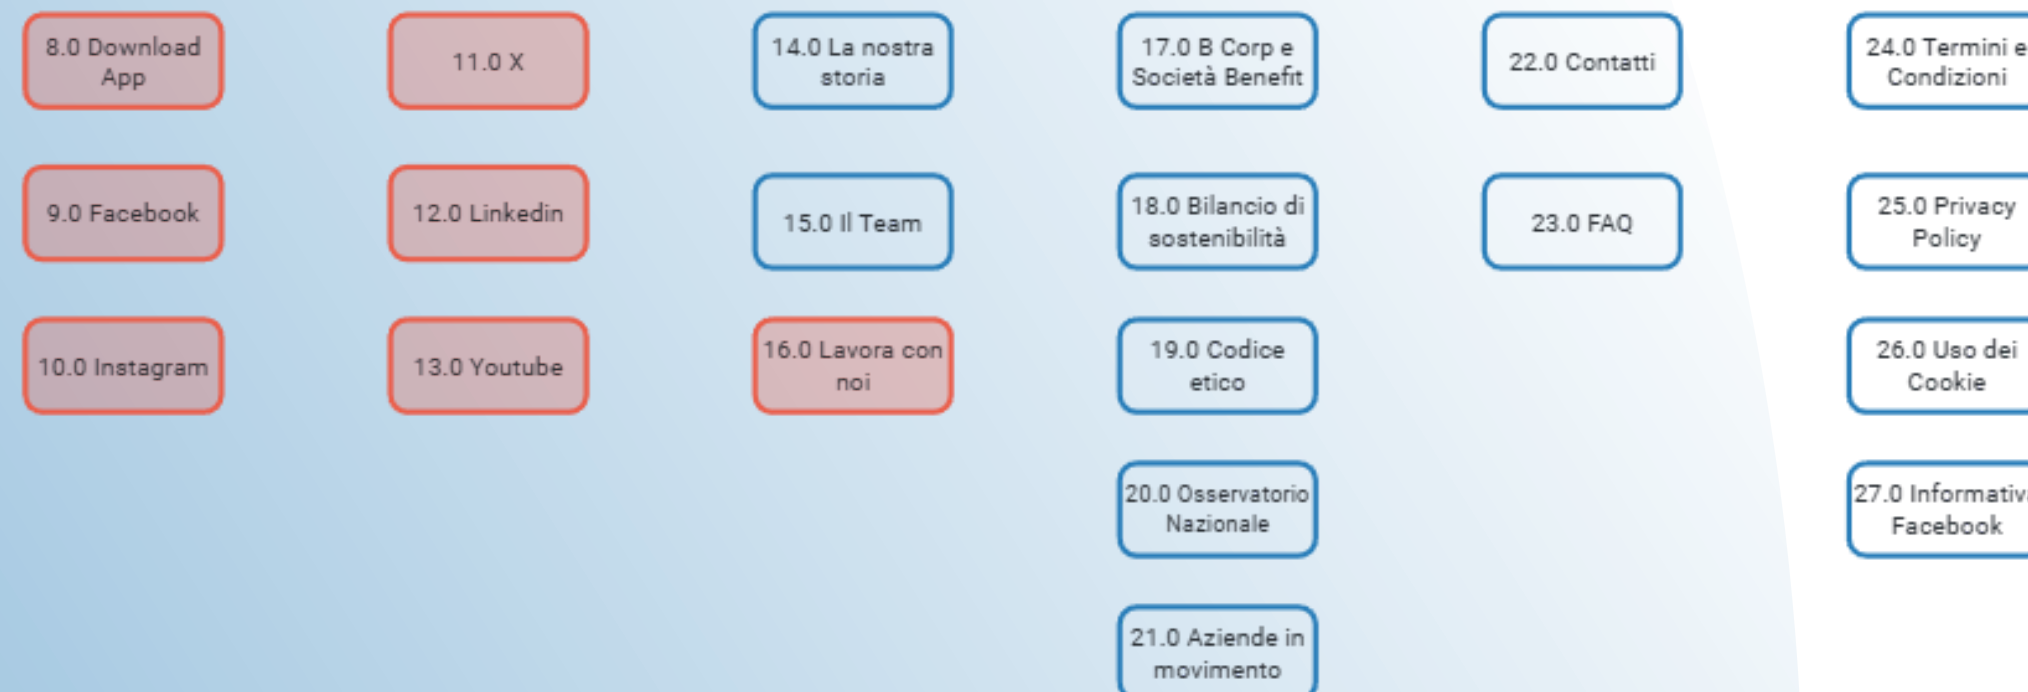 8.0 Download
App
9.0 Facebook
10.0 Instagram
11.0 X
12.0 Linkedin
13.0 Youtube
14.0 La nostra
storia
15.0 Il Team
16.0 Lavora con
noi
17.0 B Corp e
Società Benefit
18.0 Bilancio di
sostenibilità
19.0 Codice
etico
20.0 Osservatorio
Nazionale
21.0 Aziende in
movimento
22.0 Contatti
23.0 FAQ
24.0 Termini e
Condizioni
25.0 Privacy
Policy
26.0 Uso dei
Cookie
27.0 Informativa
Facebook